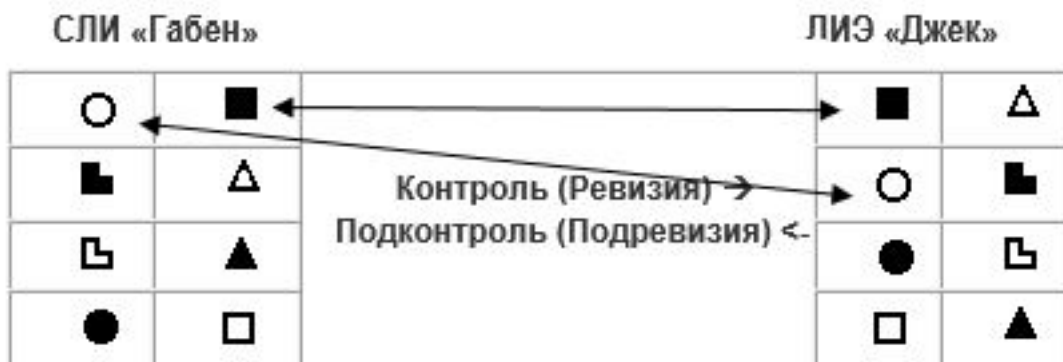 СЛИ «Габен»
ЛИЭ «Джек»
Контроль (Ревизия) →
Подконтроль (Подревизия) <-